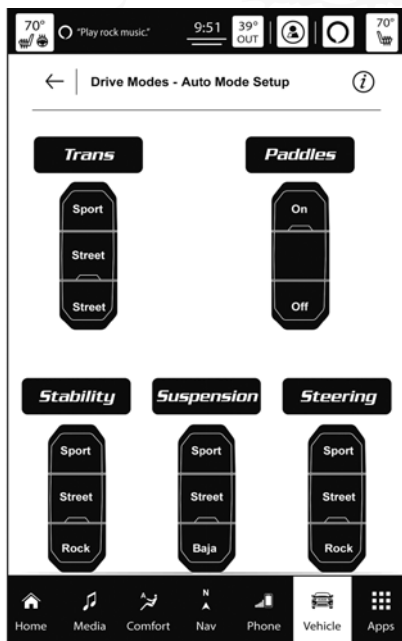 70° "Play rock music." 9:51 39° OUT 70°
Drive Modes - Auto Mode Setup i
Trans Paddles
Sport On
Street
Street Off
Stability Suspension Steering
Sport Sport Sport
Street Street Street
Rock Baja Rock
N
Home Media Comfort Nav Phone Vehicle Apps